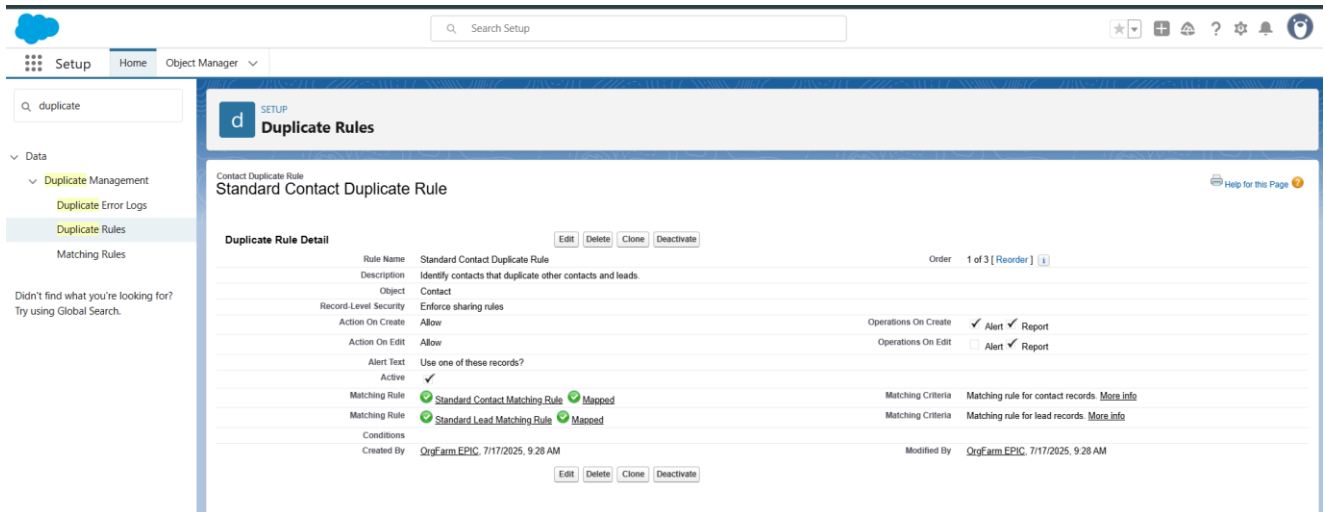 Search Setup
Setup Home Object Manager
duplicate
Data
Duplicate Management
Duplicate Error Logs
Duplicate Rules
Matching Rules
Didn't find what you're looking for?
Try using Global Search.
d
SETUP
Duplicate Rules
Contact Duplicate Rule
Standard Contact Duplicate Rule
Help for this Page ?
Duplicate Rule Detail Edit Delete Clone Deactivate
Rule Name Standard Contact Duplicate Rule Order 1 of 3 [ Reorder ] i
Description Identify contacts that duplicate other contacts and leads.
Object Contact
Record-Level Security Enforce sharing rules
Action On Create Allow Operations On Create Alert Report
Action On Edit Allow Operations On Edit Alert Report
Alert Text Use one of these records?
Active
Matching Rule Standard Contact Matching Rule Mapped Matching Criteria Matching rule for contact records. More info
Matching Rule Standard Lead Matching Rule Mapped Matching Criteria Matching rule for lead records. More info
Conditions
Created By OrgFarm EPIC, 7/17/2025, 9:28 AM Modified By OrgFarm EPIC, 7/17/2025, 9:28 AM
Edit Delete Clone Deactivate